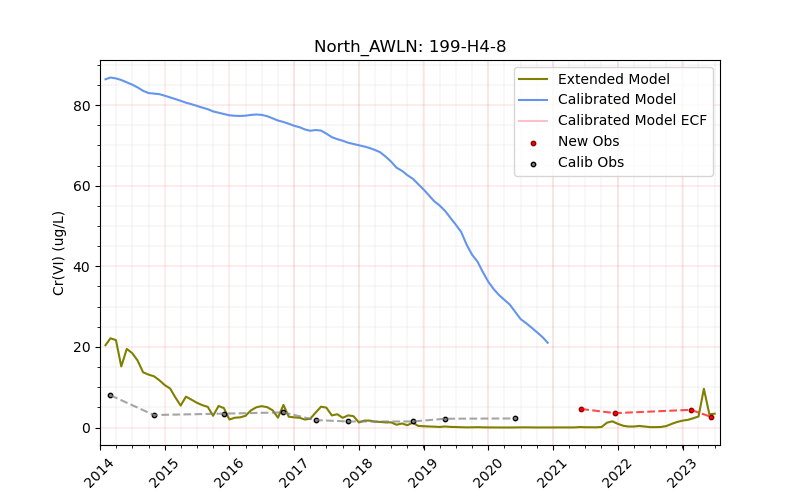 North_AWLN: 199-H4-8
Extended Model
Calibrated Model
Calibrated Model ECF
New Obs
Calib Obs
Cr(VI) (ug/L)
80
60
40
20
0
2014
2015
2016
2017
2018
2019
2020
2021
2022
2023